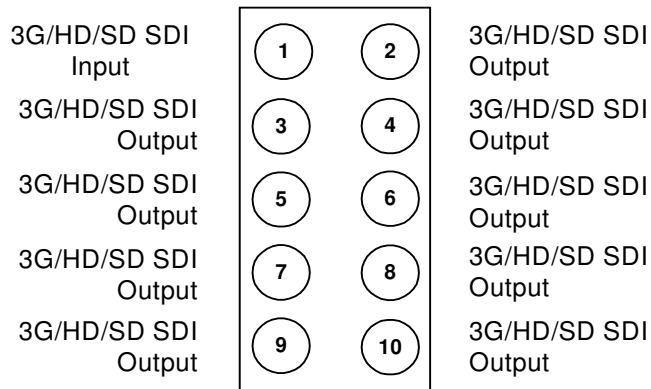 3G/HD/SD SDI
Input
1
2
3G/HD/SD SDI
Output
3G/HD/SD SDI
Output
3
4
3G/HD/SD SDI
Output
3G/HD/SD SDI
Output
5
6
3G/HD/SD SDI
Output
3G/HD/SD SDI
Output
7
8
3G/HD/SD SDI
Output
3G/HD/SD SDI
Output
9
10
3G/HD/SD SDI
Output